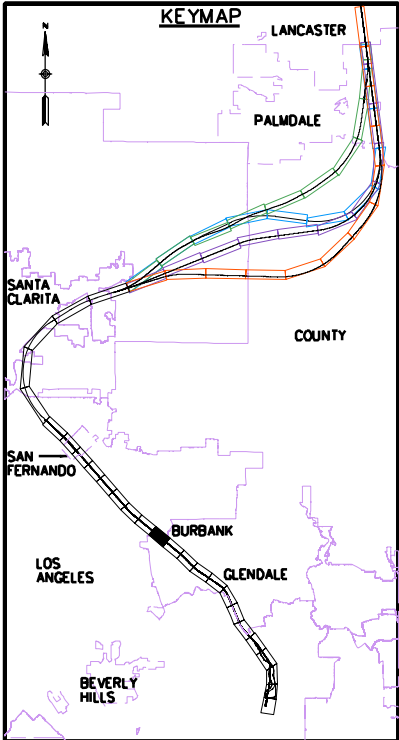 KEYMAP
N
LANCASTER
PALMDALE
SANTA
CLARITA
COUNTY
SAN
FERNANDO
BURBANK
LOS
ANGELES
GLENDALE
BEVERLY
HILLS